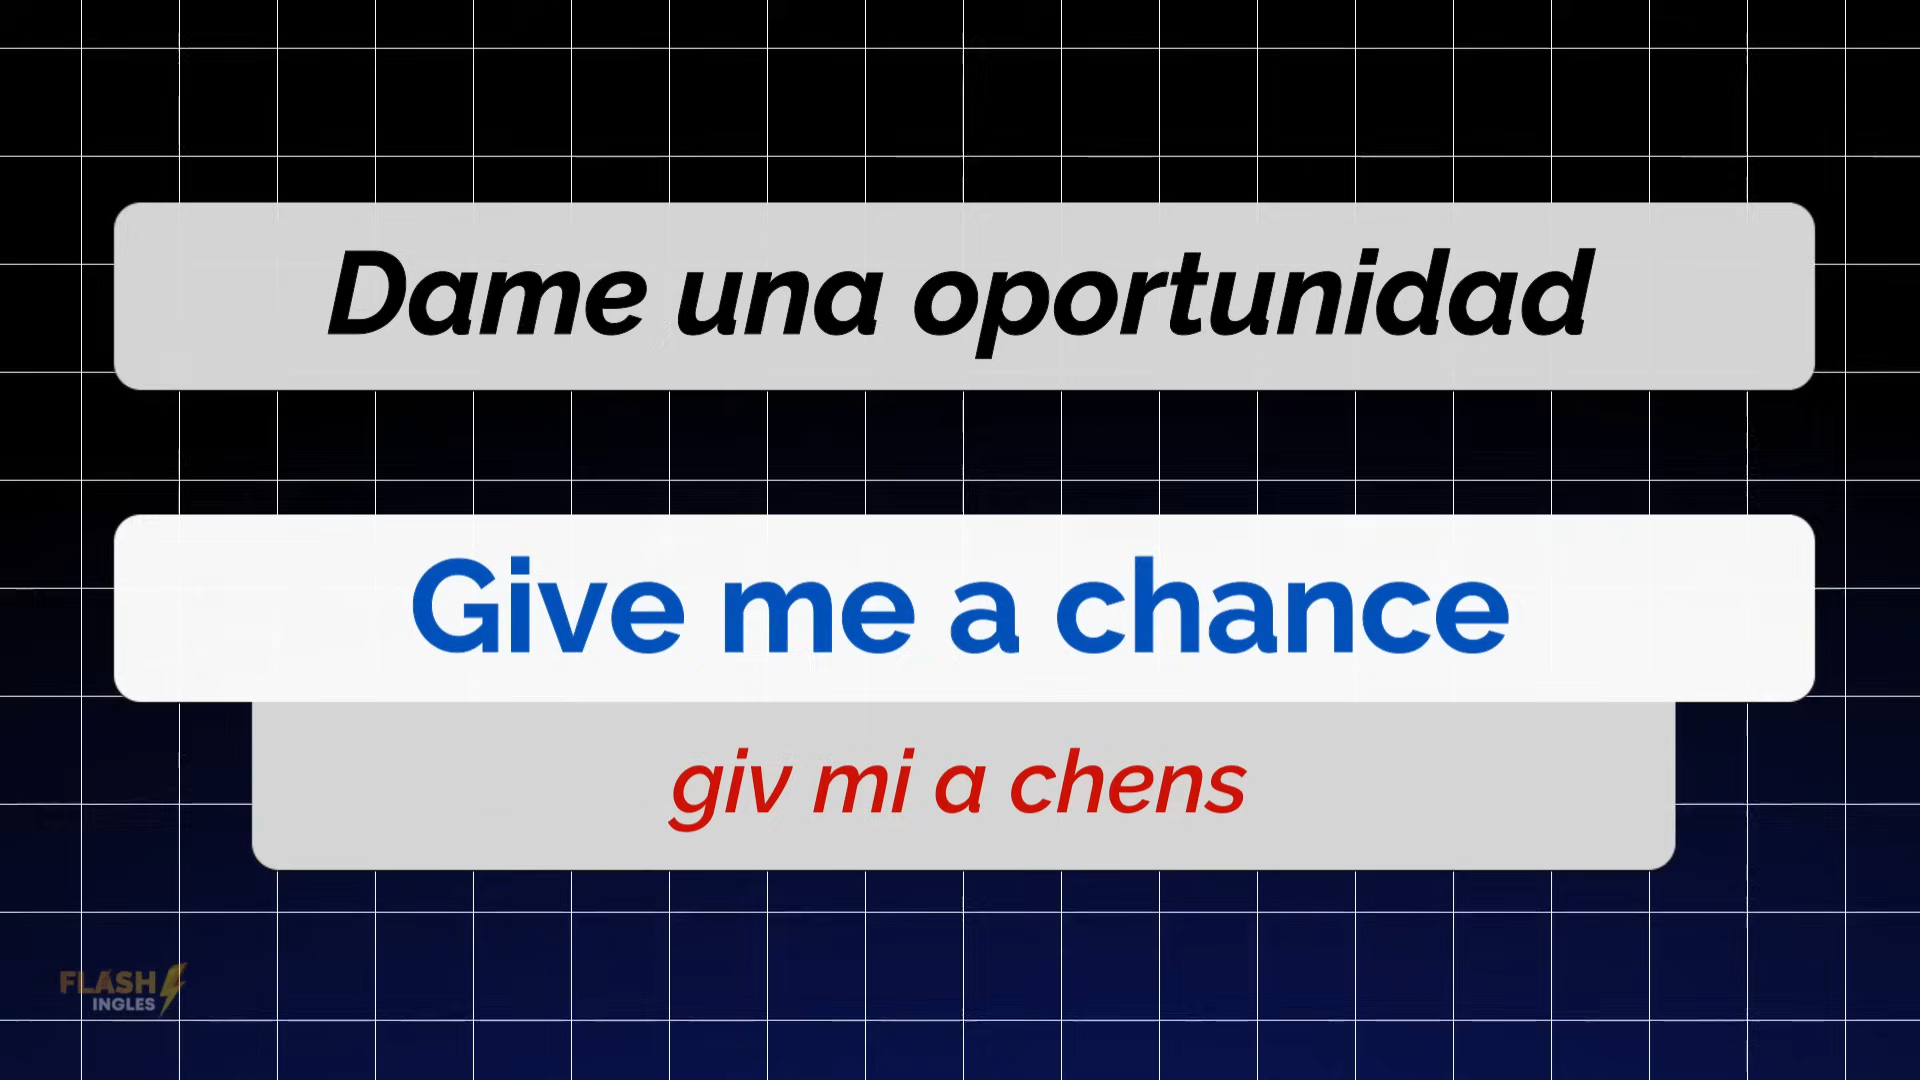 Dame una oportunidad
Give me a chance
giv mi a chens
FLASH
INGLES